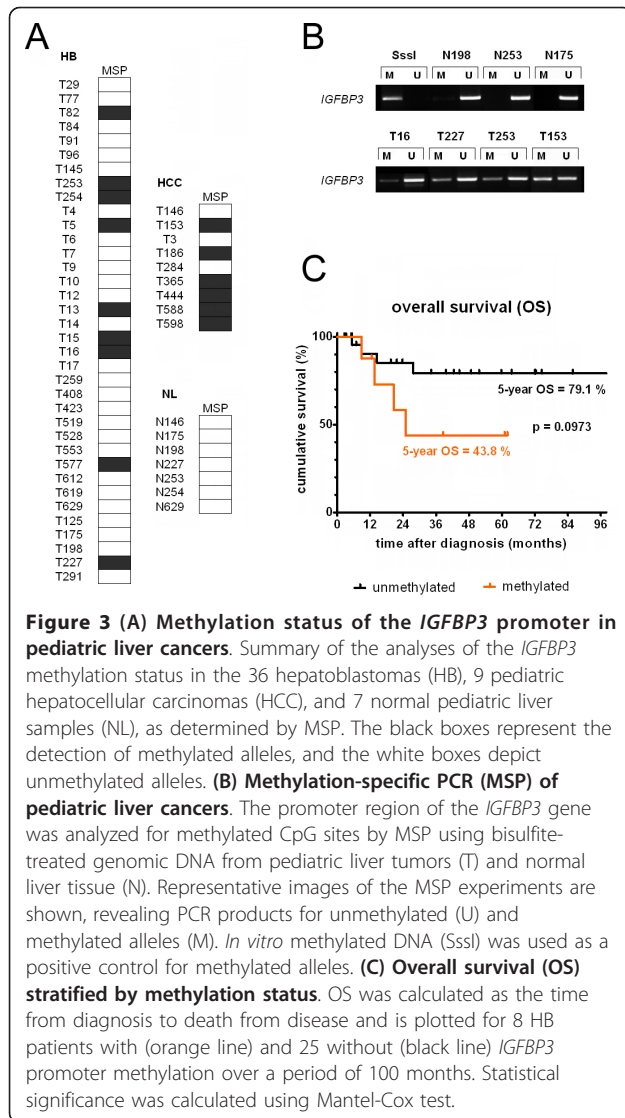 A
HB
MSP
T29
T77
T82
T84
T91
T96
T145
T253
T254
T4
T5
T6
T7
T9
T10
T12
T13
T14
T15
T16
T17
T259
T408
T423
T519
T528
T553
T577
T612
T619
T629
T125
T175
T198
T227
T291
HCC
MSP
T146
T153
T3
T186
T284
T365
T444
T588
T598
NL
MSP
N146
N175
N198
N227
N253
N254
N629
B
SssI N198 N253 N175
M U M U M U M U
IGFBP3
T16 T227 T253 T153
M U M U M U M U
IGFBP3
C
overall survival (OS)
cumulative survival (%)
100
50
0
5-year OS = 79.1 %
p = 0.0973
5-year OS = 43.8 %
0 12 24 36 48 60 72 84 96
time after diagnosis (months)
unmethylated methylated
Figure 3 (A) Methylation status of the IGFBP3 promoter in
pediatric liver cancers. Summary of the analyses of the IGFBP3
methylation status in the 36 hepatoblastomas (HB), 9 pediatric
hepatocellular carcinomas (HCC), and 7 normal pediatric liver
samples (NL), as determined by MSP. The black boxes represent the
detection of methylated alleles, and the white boxes depict
unmethylated alleles. (B) Methylation-specific PCR (MSP) of
pediatric liver cancers. The promoter region of the IGFBP3 gene
was analyzed for methylated CpG sites by MSP using bisulfite-
treated genomic DNA from pediatric liver tumors (T) and normal
liver tissue (N). Representative images of the MSP experiments are
shown, revealing PCR products for unmethylated (U) and
methylated alleles (M). In vitro methylated DNA (SssI) was used as a
positive control for methylated alleles. (C) Overall survival (OS)
stratified by methylation status. OS was calculated as the time
from diagnosis to death from disease and is plotted for 8 HB
patients with (orange line) and 25 without (black line) IGFBP3
promoter methylation over a period of 100 months. Statistical
significance was calculated using Mantel-Cox test.